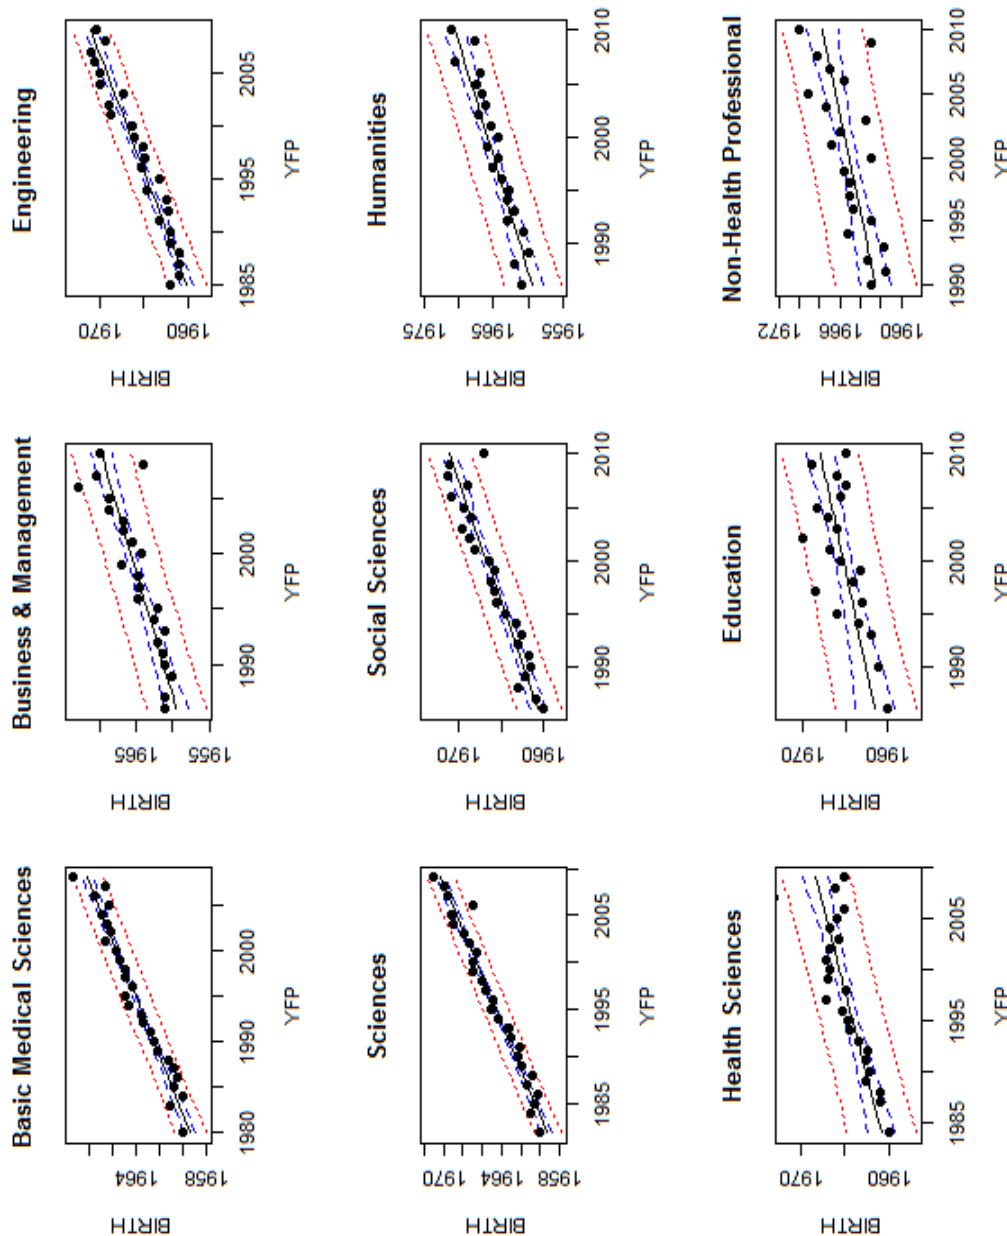 Basic Medical Sciences
BIRTH
1958 1964
1980 1990 2000
YFP
Business & Management
BIRTH
1955 1965
1990 2000
YFP
Engineering
BIRTH
1960 1970
1985 1995 2005
YFP
Sciences
BIRTH
1958 1964 1970
1985 1995 2005
YFP
Social Sciences
BIRTH
1960 1970
1990 2000 2010
YFP
Humanities
BIRTH
1955 1965 1975
1990 2000 2010
YFP
Health Sciences
BIRTH
1960 1970
1985 1995 2005
YFP
Education
BIRTH
1960 1970
1990 2000 2010
YFP
Non-Health Professional
BIRTH
1960 1966 1972
1990 1995 2000 2005 2010
YFP